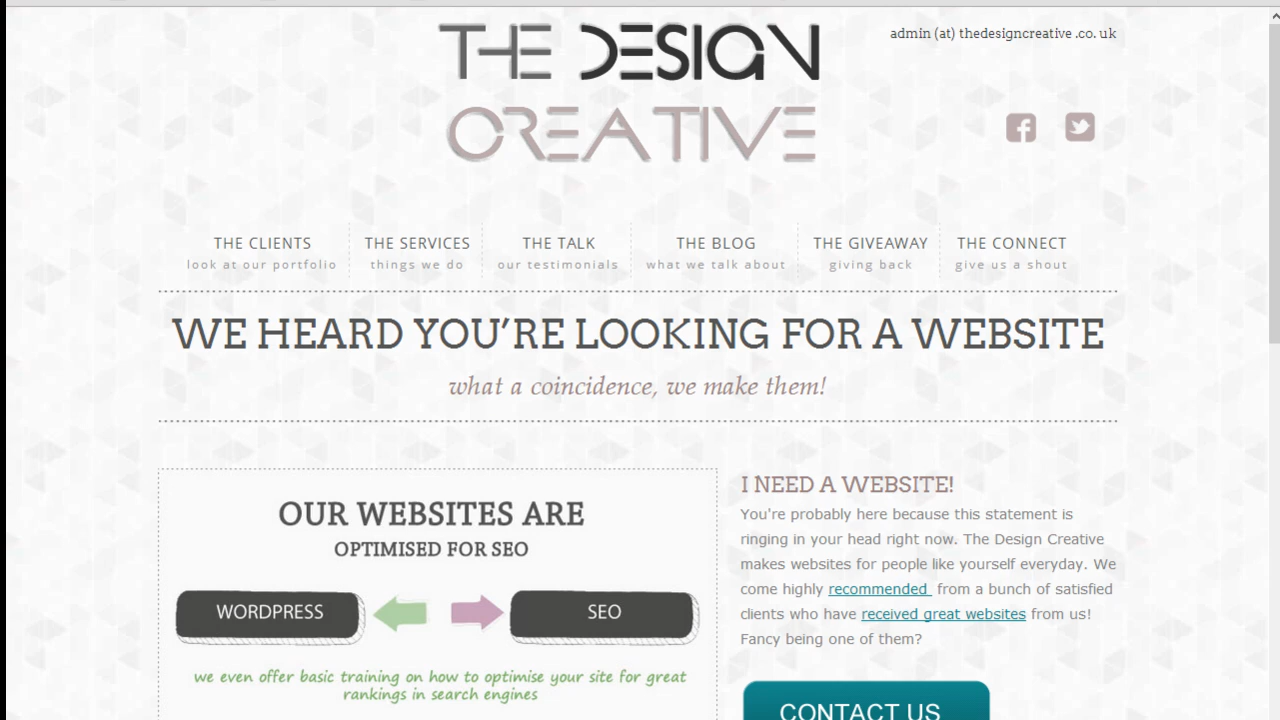 THE DESIGN
CREATIVE
admin (at) thedesigncreative .co. uk
THE CLIENTS
look at our portfolio
THE SERVICES
things we do
THE TALK
our testimonials
THE BLOG
what we talk about
THE GIVEAWAY
giving back
THE CONNECT
give us a shout
WE HEARD YOU'RE LOOKING FOR A WEBSITE
what a coincidence, we make them!
OUR WEBSITES ARE
OPTIMISED FOR SEO
WORDPRESS
SEO
we even offer basic training on how to optimise your site for great
rankings in search engines
I NEED A WEBSITE!
You're probably here because this statement is
ringing in your head right now. The Design Creative
makes websites for people like yourself everyday. We
come highly recommended from a bunch of satisfied
clients who have received great websites from us!
Fancy being one of them?
CONTACT US